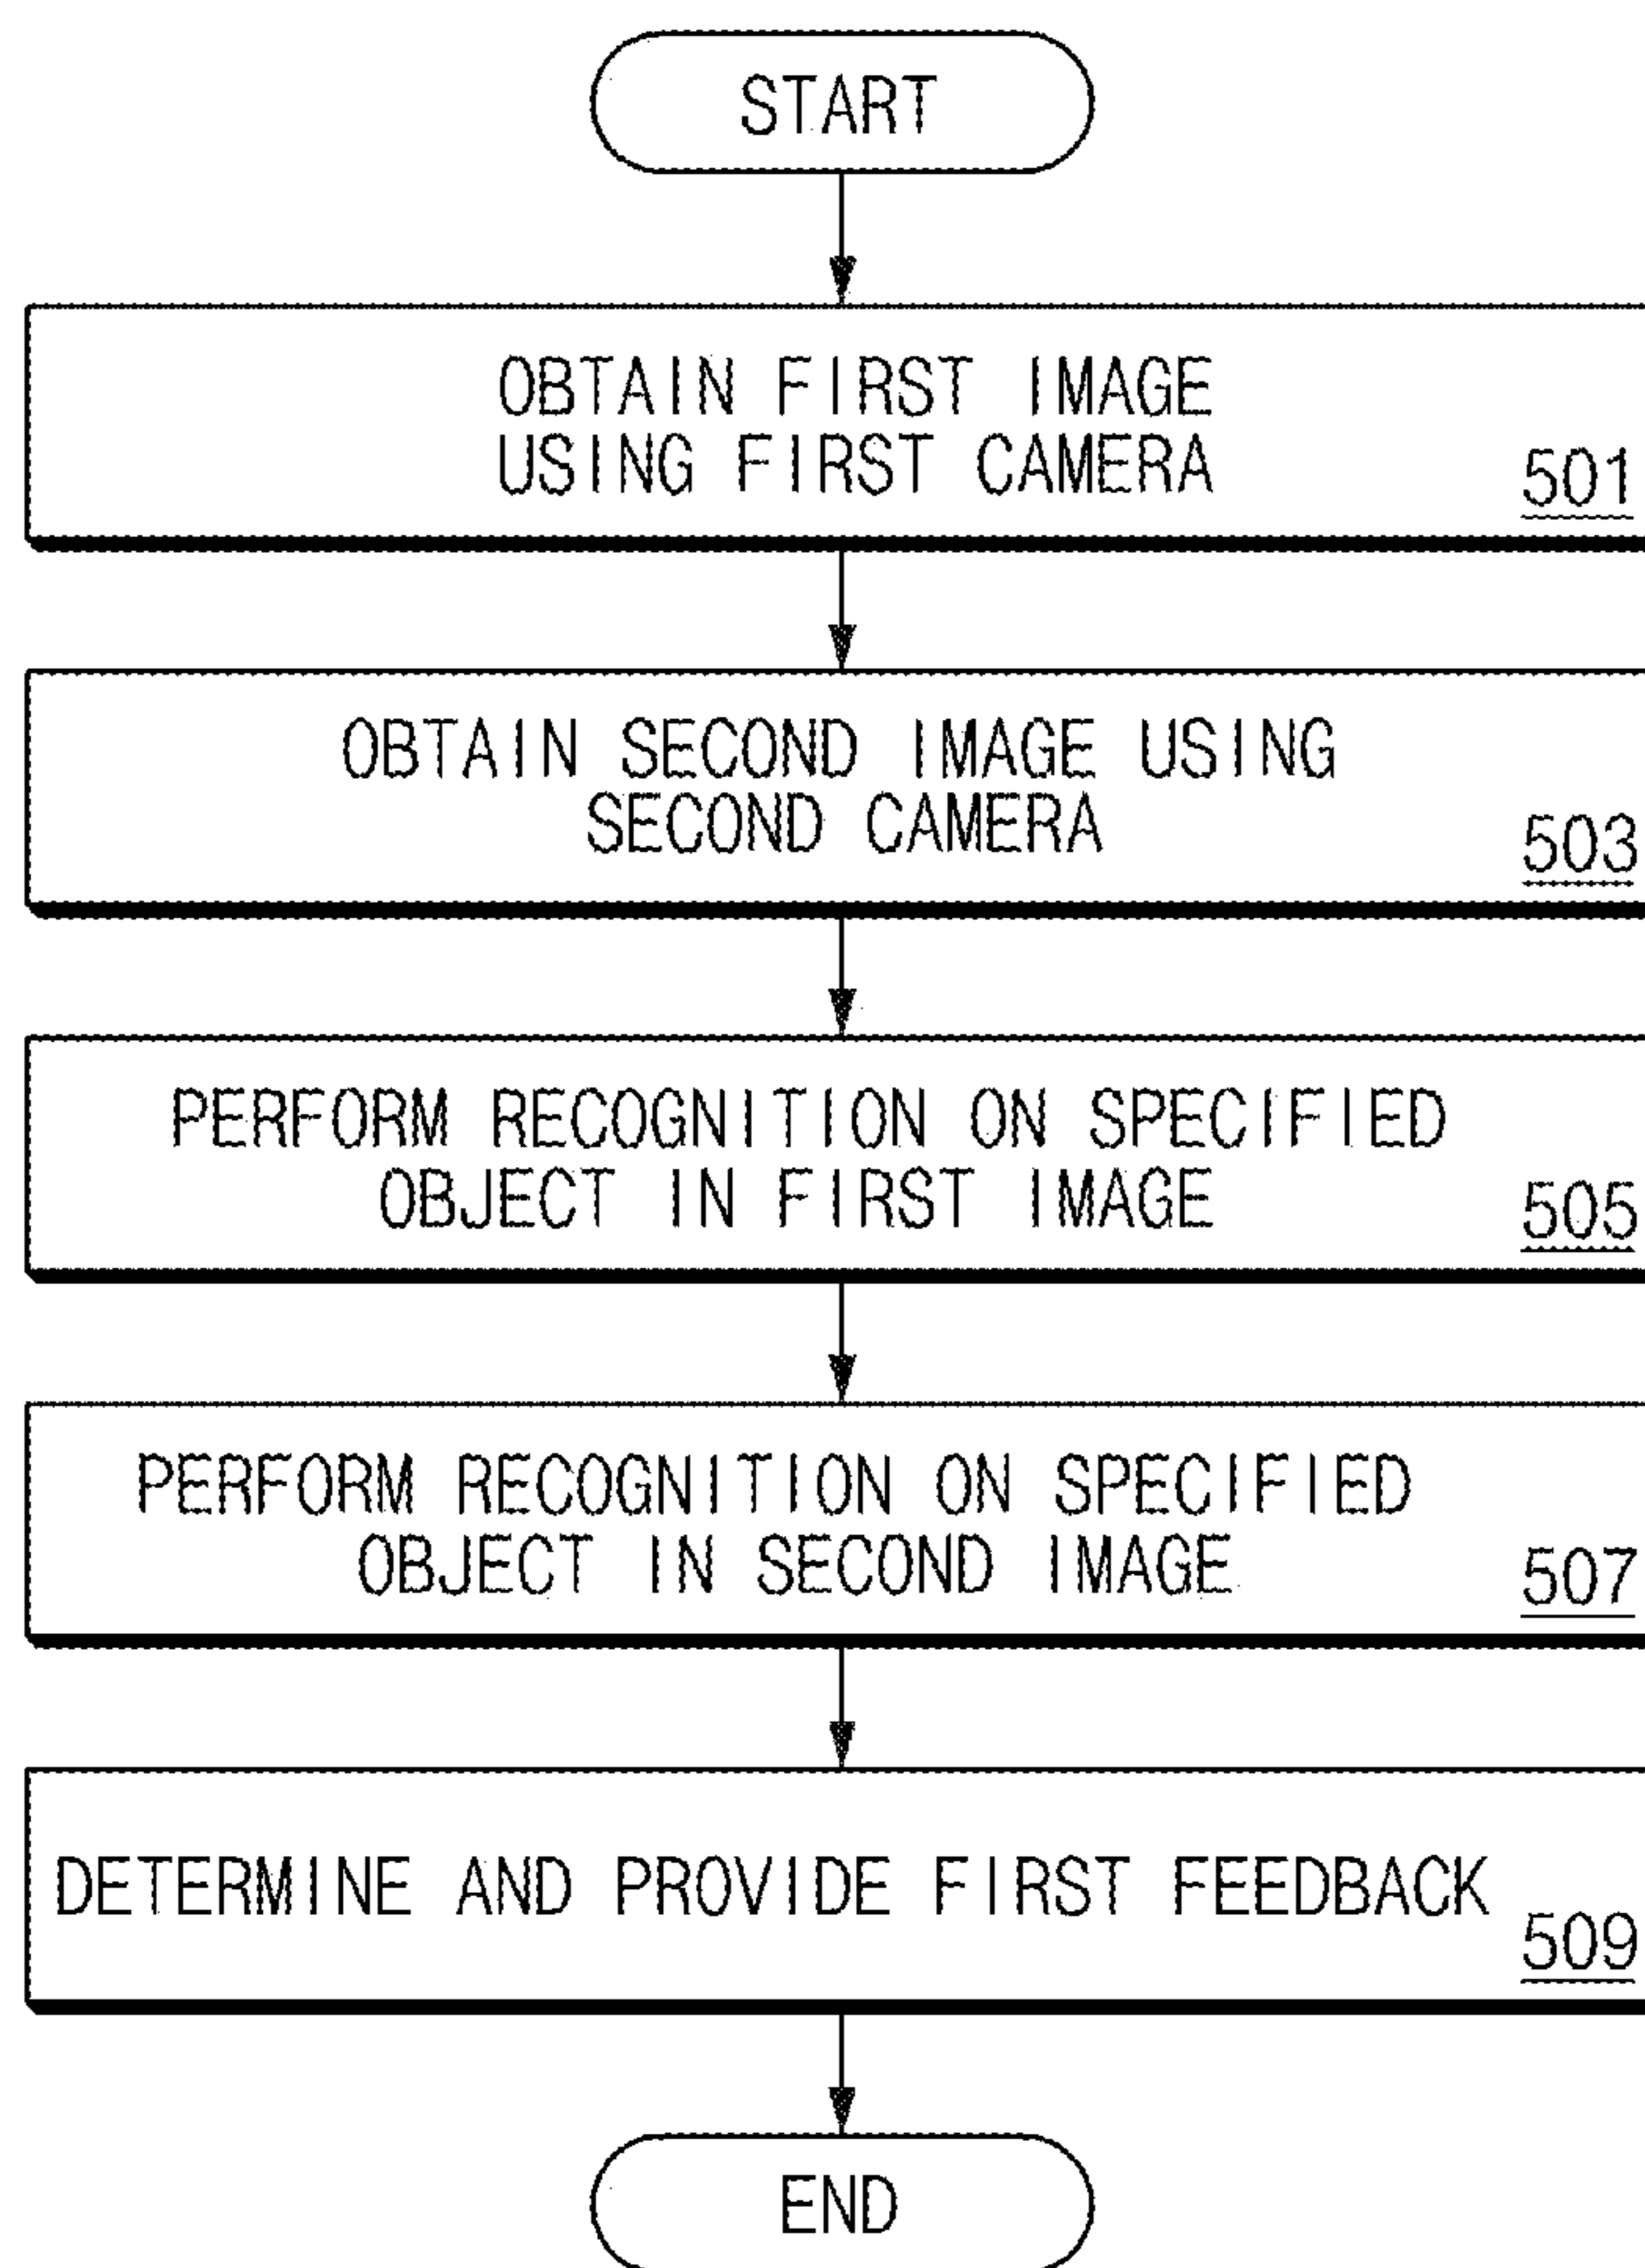 START
OBTAIN FIRST IMAGE
USING FIRST CAMERA
501
OBTAIN SECOND IMAGE USING
SECOND CAMERA
503
PERFORM RECOGNITION ON SPECIFIED
OBJECT IN FIRST IMAGE
505
PERFORM RECOGNITION ON SPECIFIED
OBJECT IN SECOND IMAGE
507
DETERMINE AND PROVIDE FIRST FEEDBACK
509
END